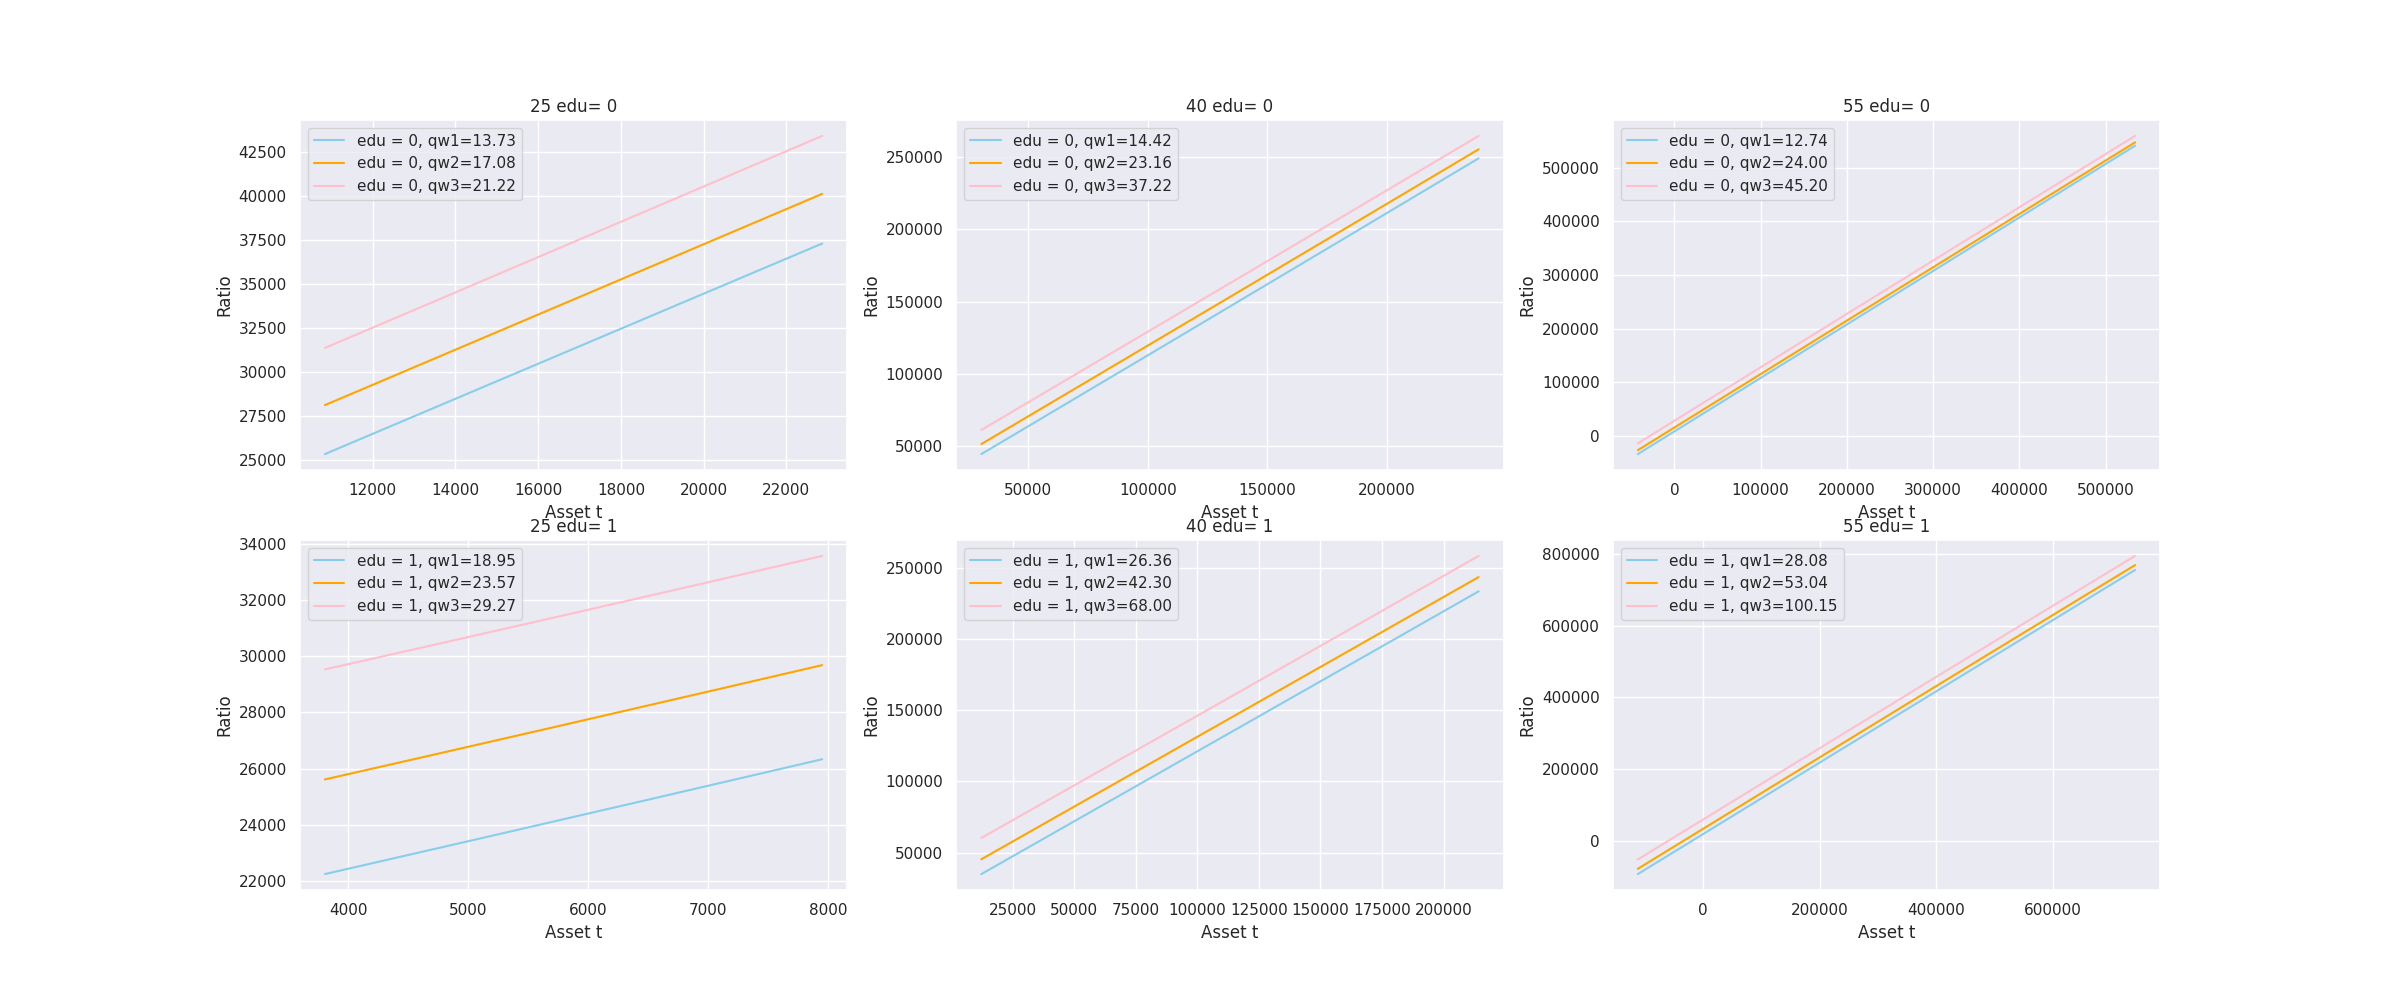 25 edu= 0
edu = 0, qw1=13.73
edu = 0, qw2=17.08
edu = 0, qw3=21.22
42500
40000
37500
35000
32500
30000
27500
25000
Ratio
12000 14000 16000 18000 20000 22000
Asset t
40 edu= 0
edu = 0, qw1=14.42
edu = 0, qw2=23.16
edu = 0, qw3=37.22
250000
200000
150000
100000
50000
Ratio
50000 100000 150000 200000
Asset t
55 edu= 0
edu = 0, qw1=12.74
edu = 0, qw2=24.00
edu = 0, qw3=45.20
500000
400000
300000
200000
100000
0
Ratio
0 100000 200000 300000 400000 500000
Asset t
25 edu= 1
edu = 1, qw1=18.95
edu = 1, qw2=23.57
edu = 1, qw3=29.27
34000
32000
30000
28000
26000
24000
22000
Ratio
4000 5000 6000 7000 8000
Asset t
40 edu= 1
edu = 1, qw1=26.36
edu = 1, qw2=42.30
edu = 1, qw3=68.00
250000
200000
150000
100000
50000
Ratio
25000 50000 75000 100000 125000 150000 175000 200000
Asset t
55 edu= 1
edu = 1, qw1=28.08
edu = 1, qw2=53.04
edu = 1, qw3=100.15
800000
600000
400000
200000
0
Ratio
0 200000 400000 600000
Asset t